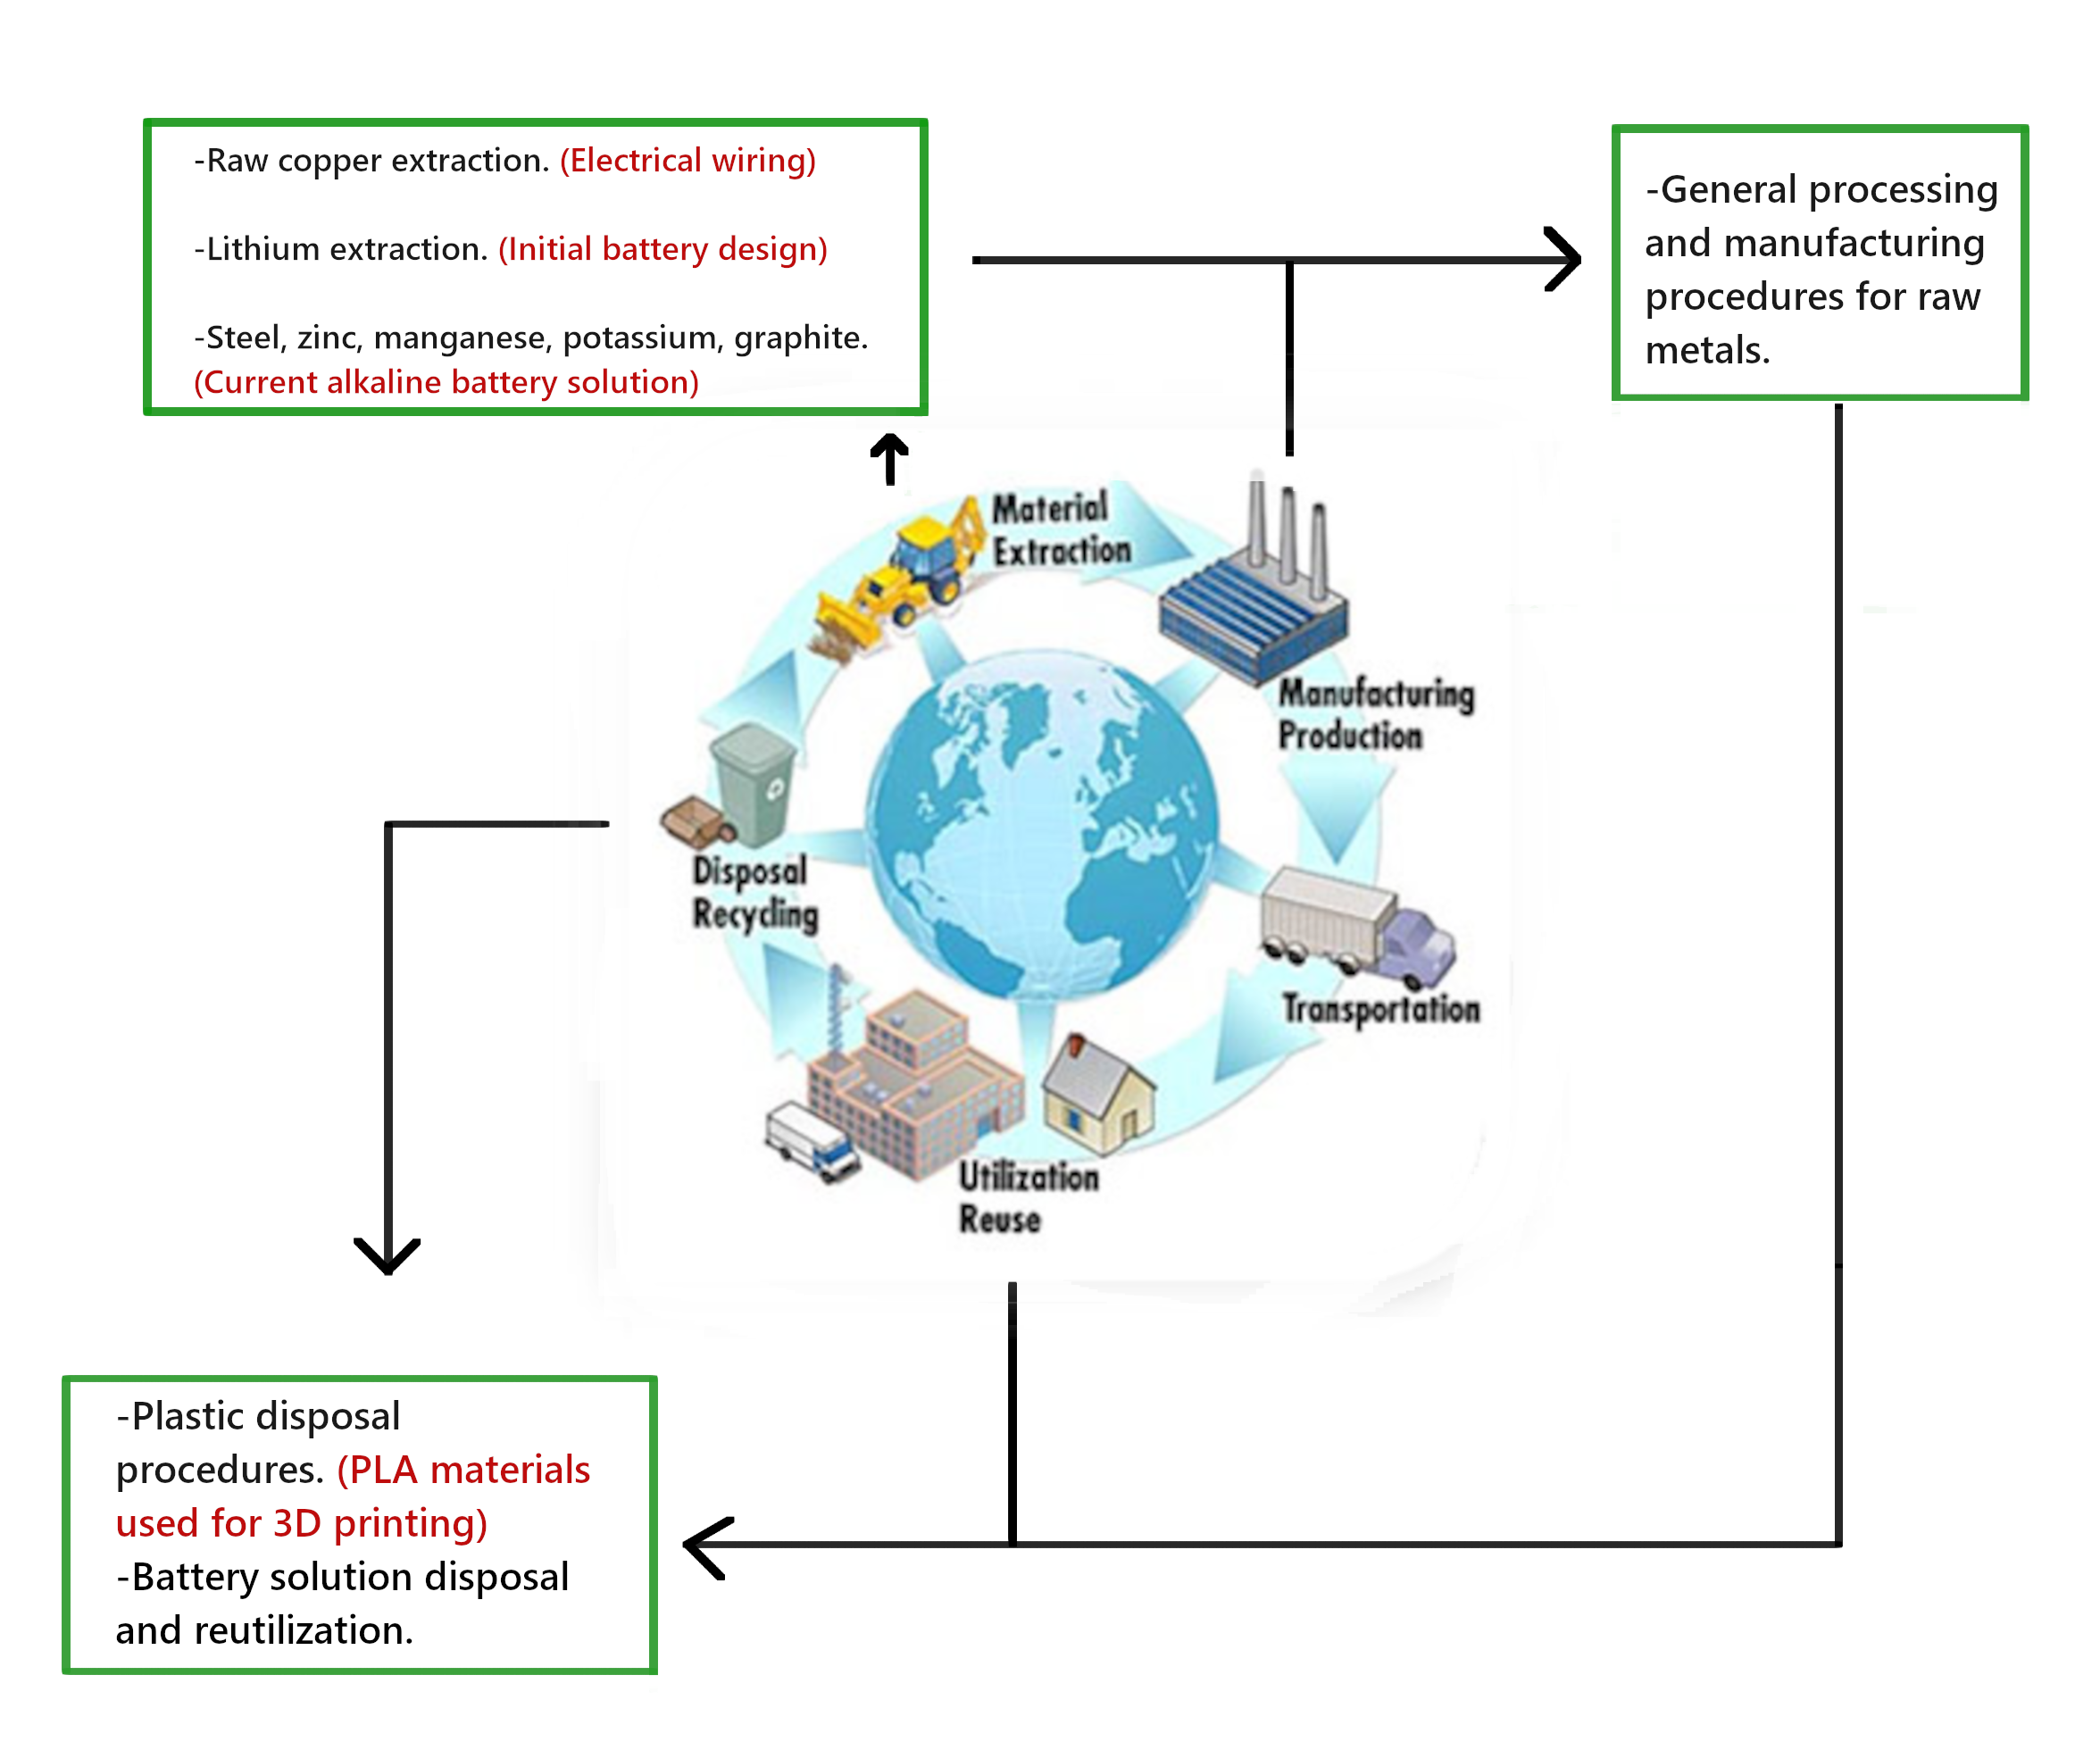 -Raw copper extraction. (Electrical wiring)
-Lithium extraction. (Initial battery design)
-Steel, zinc, manganese, potassium, graphite.
(Current alkaline battery solution)
-General processing
and manufacturing
procedures for raw
metals.
Material
Extraction
Manufacturing
Production
Transportation
Utilization
Reuse
Disposal
Recycling
-Plastic disposal
procedures. (PLA materials
used for 3D printing)
-Battery solution disposal
and reutilization.